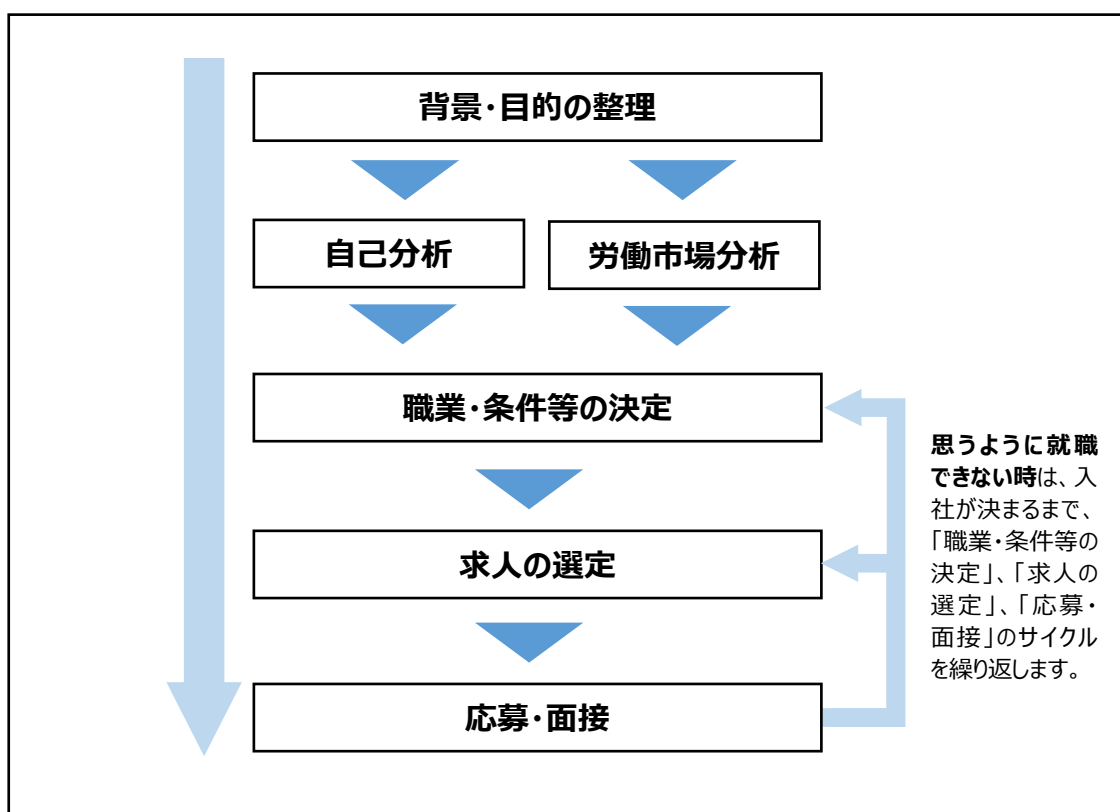 背景・目的の整理
自己分析
労働市場分析
職業・条件等の決定
求人の選定
応募・面接
思うように就職
できない時は、入
社が決まるまで、
「職業・条件等の
決定」、「求人の
選定」、「応募・
面接」のサイクル
を繰り返します。